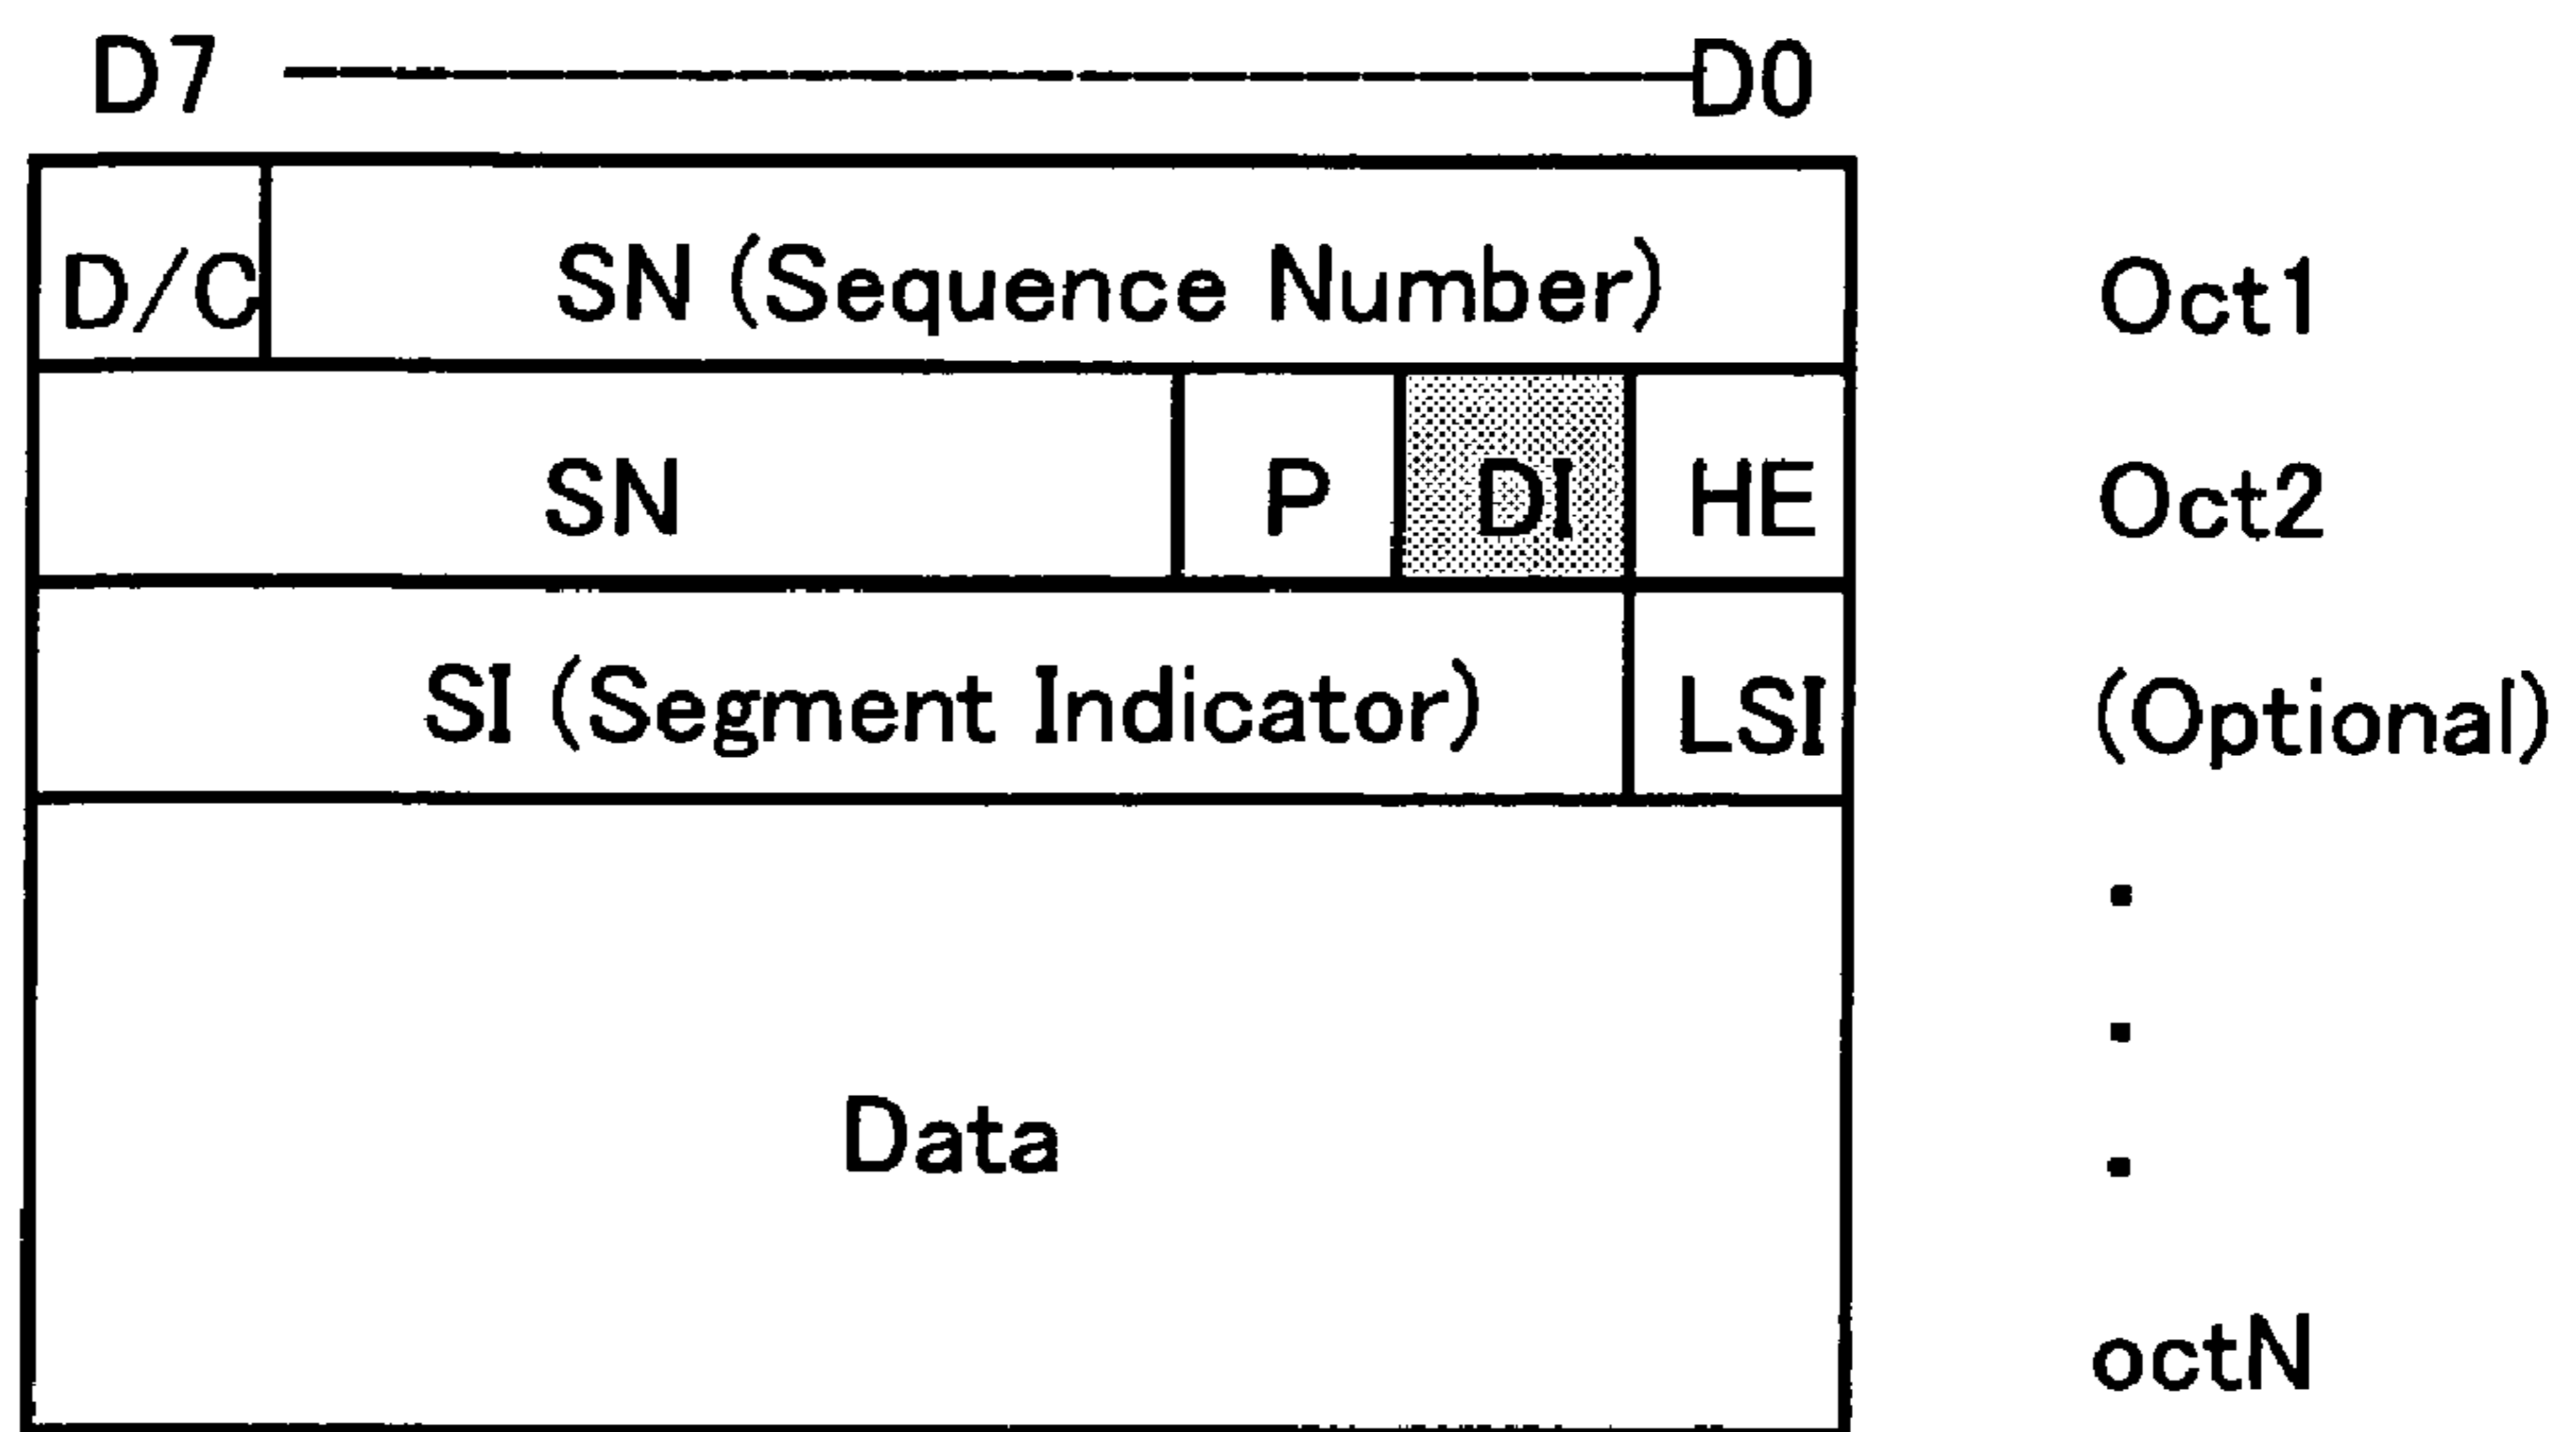 D7 D0
D/C SN (Sequence Number) Oct1
SN P DI HE Oct2
SI (Segment Indicator) LSI (Optional)
Data
octN